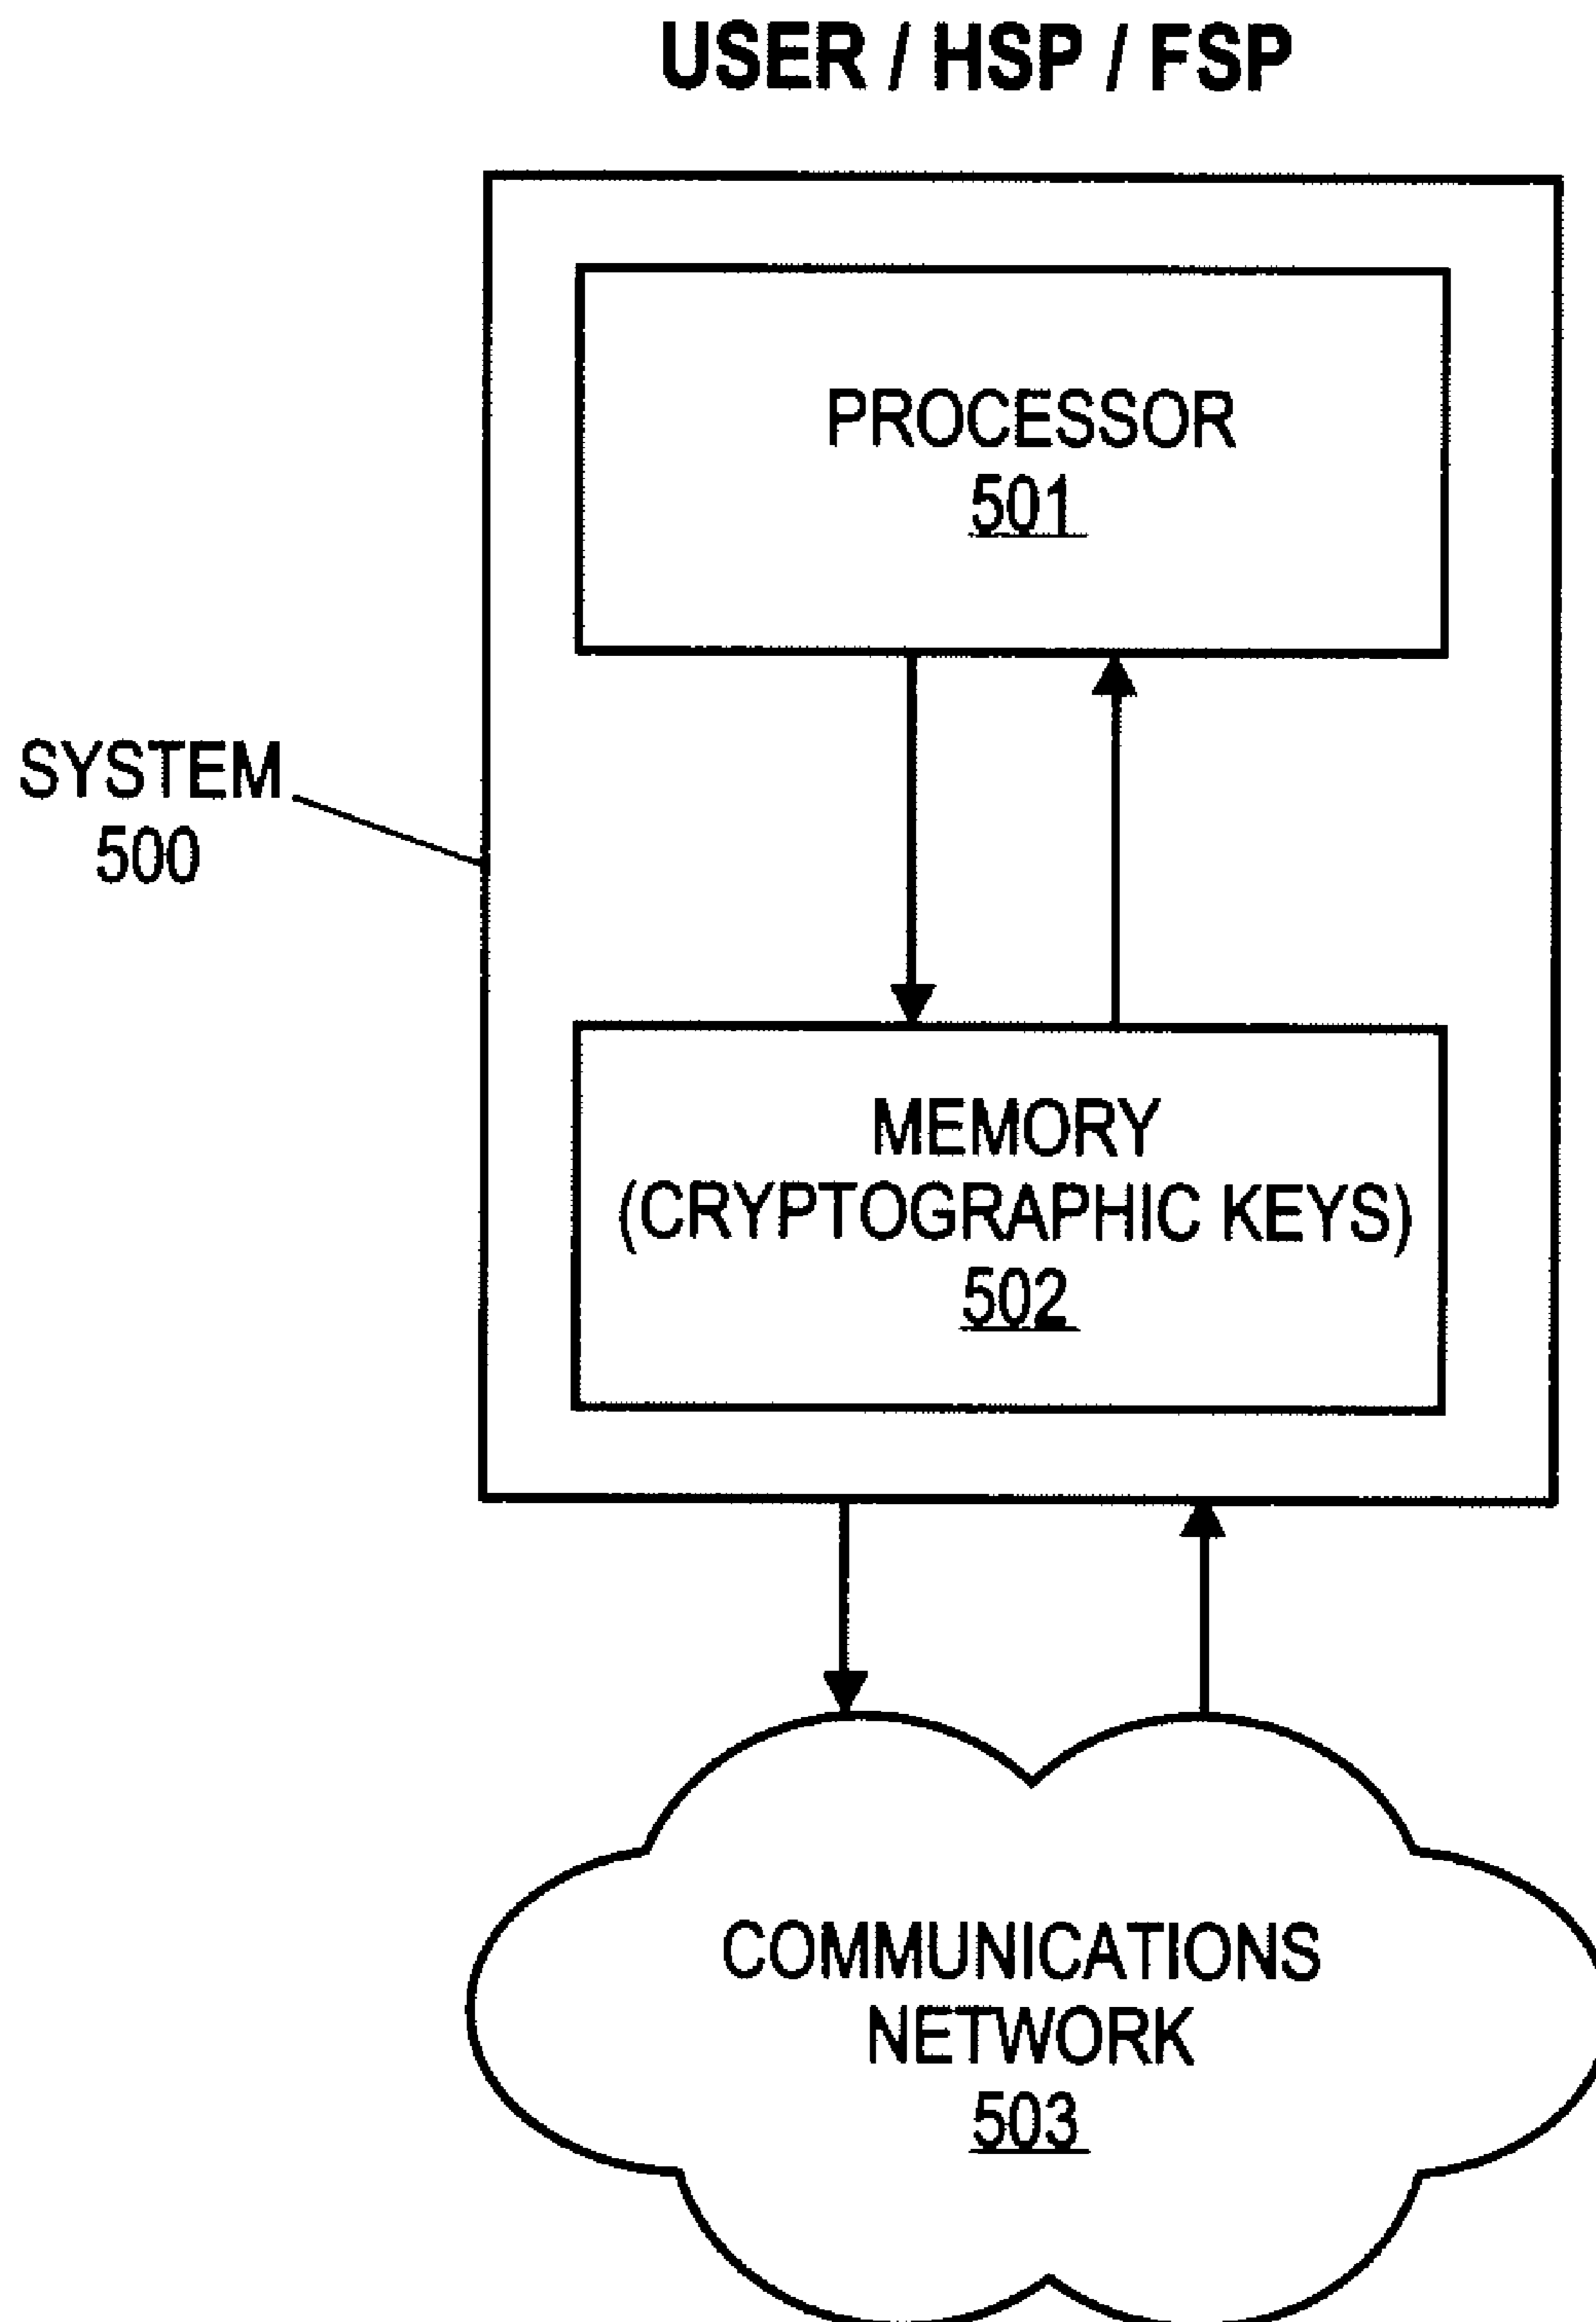 USER / HSP / FSP
PROCESSOR
501
SYSTEM
500
MEMORY
(CRYPTOGRAPHIC KEYS)
502
COMMUNICATIONS
NETWORK
503